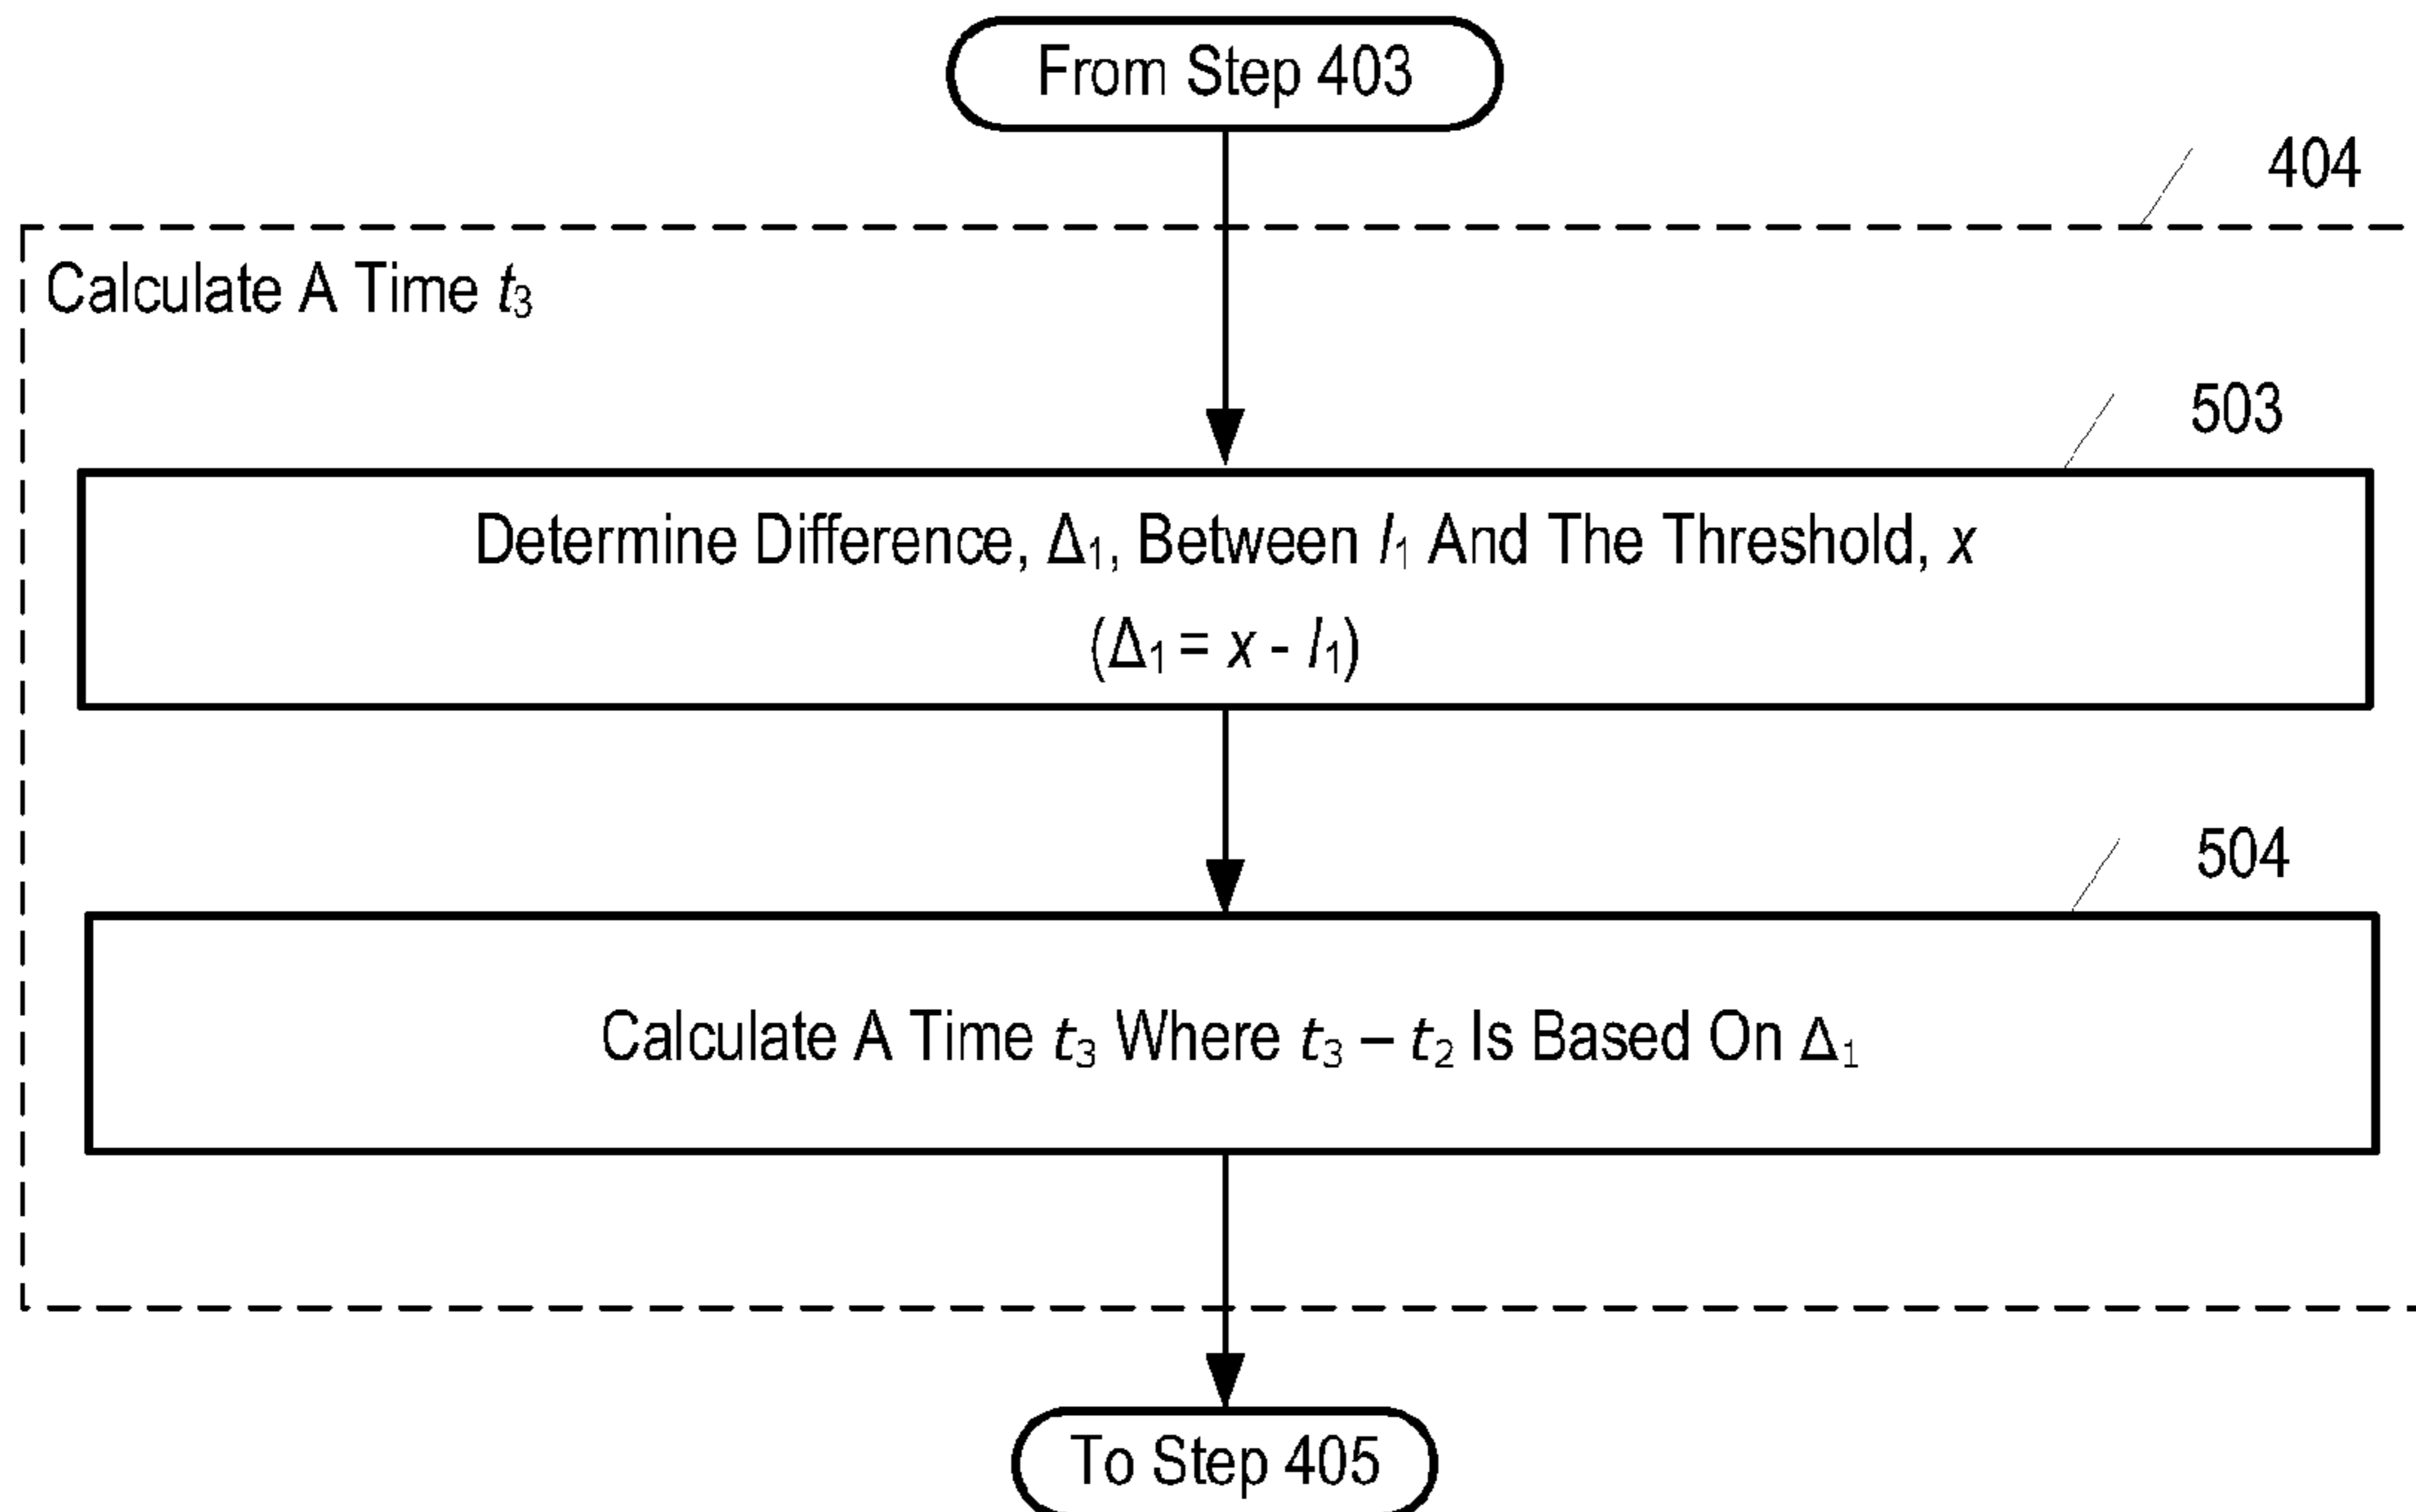 From Step 403
404
Calculate A Time t₃
503
Determine Difference, Δ₁, Between l₁ And The Threshold, x
(Δ₁ = x - l₁)
504
Calculate A Time t₃ Where t₃ – t₂ Is Based On Δ₁
To Step 405